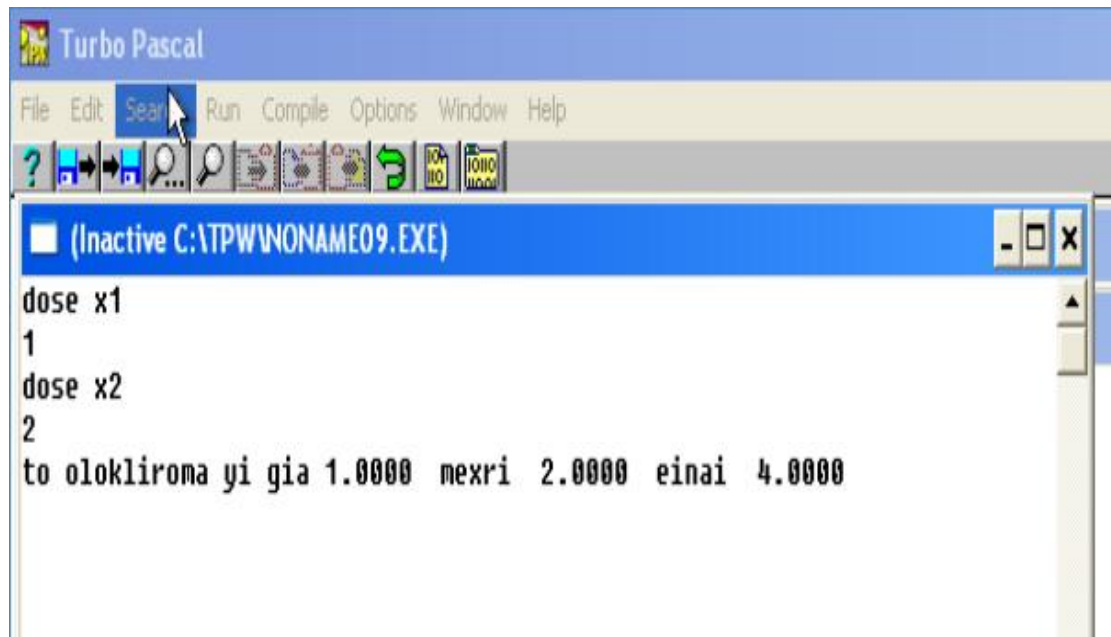 Turbo Pascal
File Edit Search Run Compile Options Window Help
(Inactive C:\TPW\NONAME09.EXE)
dose x1
1
dose x2
2
to olokliroma yi gia 1.0000 mexri 2.0000 einai 4.0000